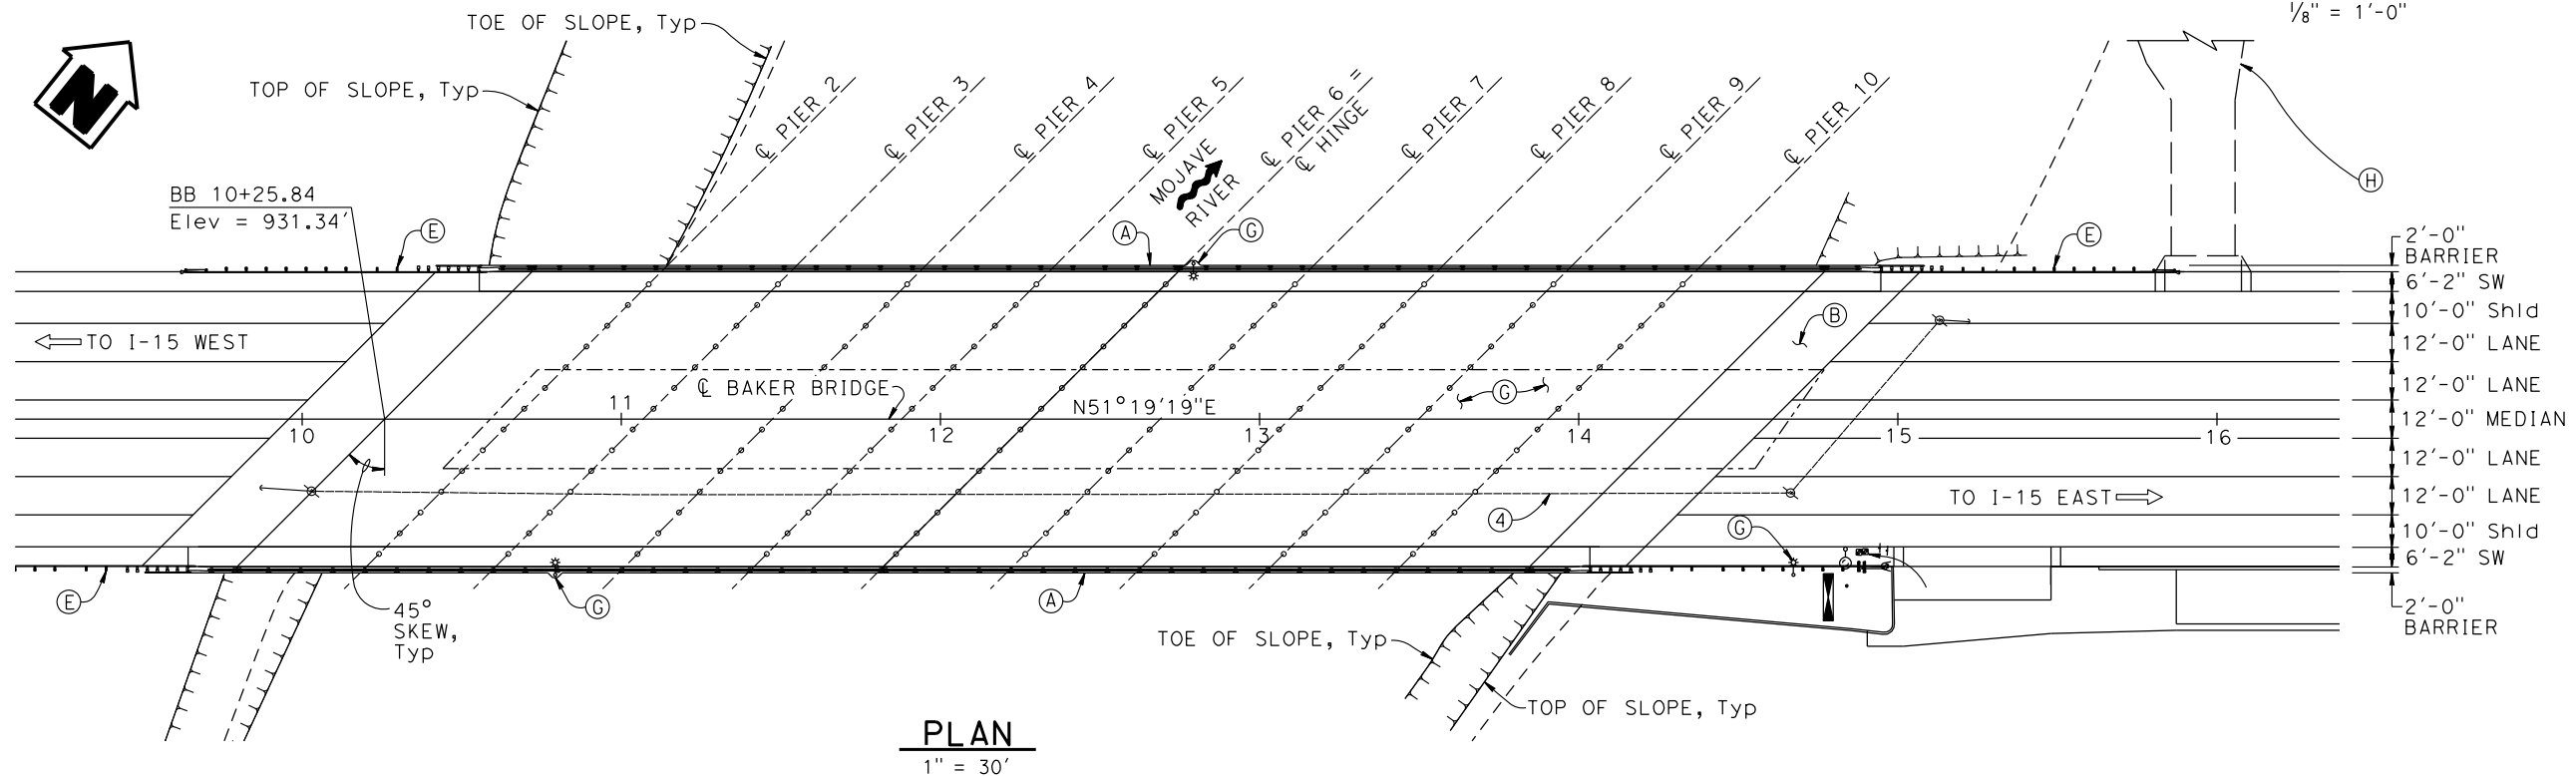 1/8" = 1'-0"
TOE OF SLOPE, Typ
N
TOP OF SLOPE, Typ
℄ PIER 2
℄ PIER 3
℄ PIER 4
℄ PIER 5
℄ PIER 6 =
℄ HINGE
℄ PIER 7
℄ PIER 8
℄ PIER 9
℄ PIER 10
MOJAVE
RIVER
H
BB 10+25.84
Elev = 931.34'
E
A
G
E
2'-0"
BARRIER
6'-2" SW
10'-0" Shld
12'-0" LANE
12'-0" LANE
12'-0" MEDIAN
12'-0" LANE
12'-0" LANE
10'-0" Shld
6'-2" SW
2'-0"
BARRIER
B
TO I-15 WEST
℄ BAKER BRIDGE
G
N51°19'19"E
10
11
12
13
14
15
16
TO I-15 EAST
4
G
E
45°
SKEW,
Typ
G
A
TOE OF SLOPE, Typ
TOP OF SLOPE, Typ
PLAN
1" = 30'